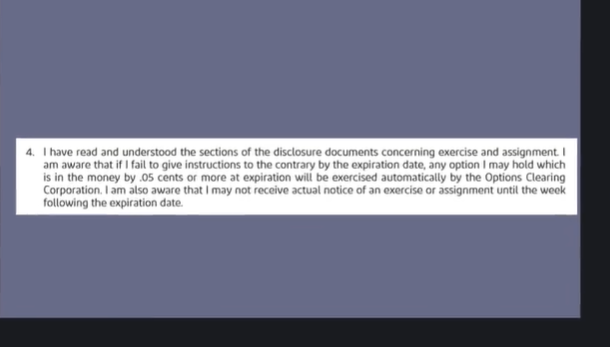 4. I have read and understood the sections of the disclosure documents concerning exercise and assignment. I
am aware that if I fail to give instructions to the contrary by the expiration date, any option I may hold which
is in the money by .05 cents or more at expiration will be exercised automatically by the Options Clearing
Corporation. I am also aware that I may not receive actual notice of an exercise or assignment until the week
following the expiration date.